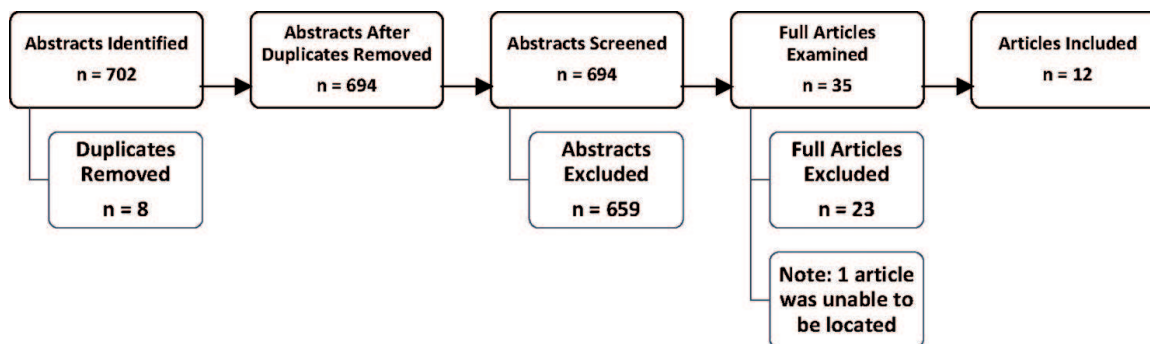 Abstracts Identified
n = 702
Abstracts After
Duplicates Removed
n = 694
Abstracts Screened
n = 694
Full Articles
Examined
n = 35
Articles Included
n = 12
Duplicates
Removed
n = 8
Abstracts
Excluded
n = 659
Full Articles
Excluded
n = 23
Note: 1 article
was unable to
be located